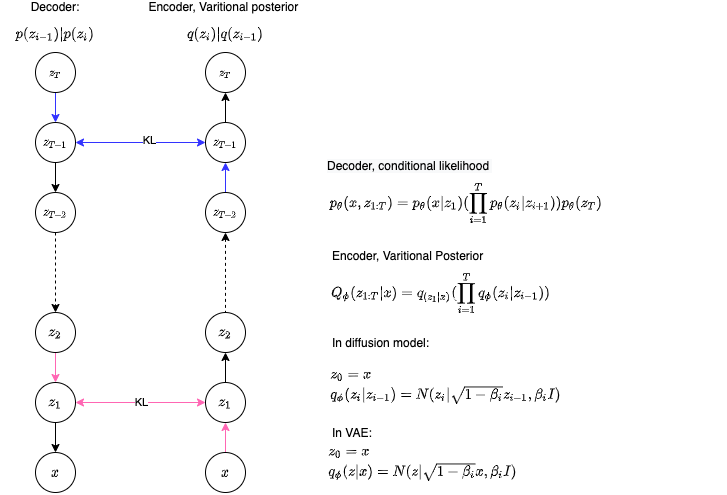 Decoder:
Encoder, Varitional posterior
p(z_{i−1})|p(z_i)
q(z_i)|q(z_{i−1})
z_T
z_T
z_{T−1}
KL
z_{T−1}
z_{T−2}
z_{T−2}
z_2
z_2
z_1
KL
z_1
x
x
Decoder, conditional likelihood
p_θ(x, z_{1:T}) = p_θ(x|z_1)(∏_{i=1}^{T} p_θ(z_i|z_{i+1}))p_θ(z_T)
Encoder, Varitional Posterior
Q_ϕ(z_{1:T}|x) = q_{(z_1|x)}(∏_{i=1}^{T} q_ϕ(z_i|z_{i−1}))
In diffusion model:
z_0 = x
q_ϕ(z_i|z_{i−1}) = N(z_i|√(1 − β_i)z_{i−1}, β_iI)
In VAE:
z_0 = x
q_ϕ(z|x) = N(z|√(1 − β_i)x, β_iI)